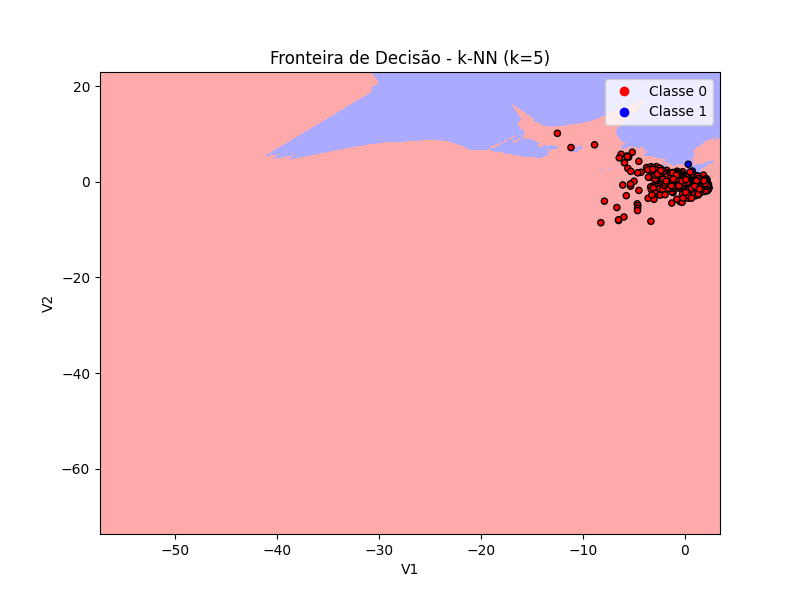 Fronteira de Decisão - k-NN (k=5)
20
0
−20
−40
−60
V2
Classe 0
Classe 1
−50
−40
−30
−20
−10
0
V1